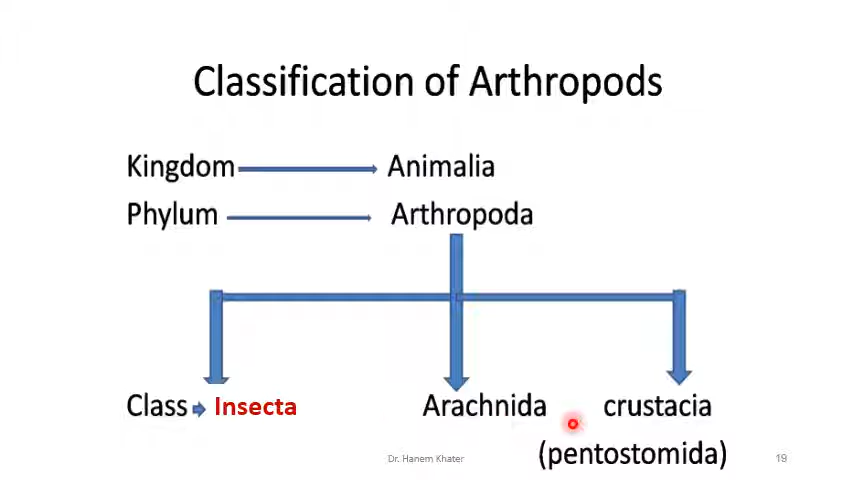 Classification of Arthropods
Kingdom Animalia
Phylum Arthropoda
Class Insecta Arachnida crustacia
(pentostomida)
Dr. Hanem Khater 19